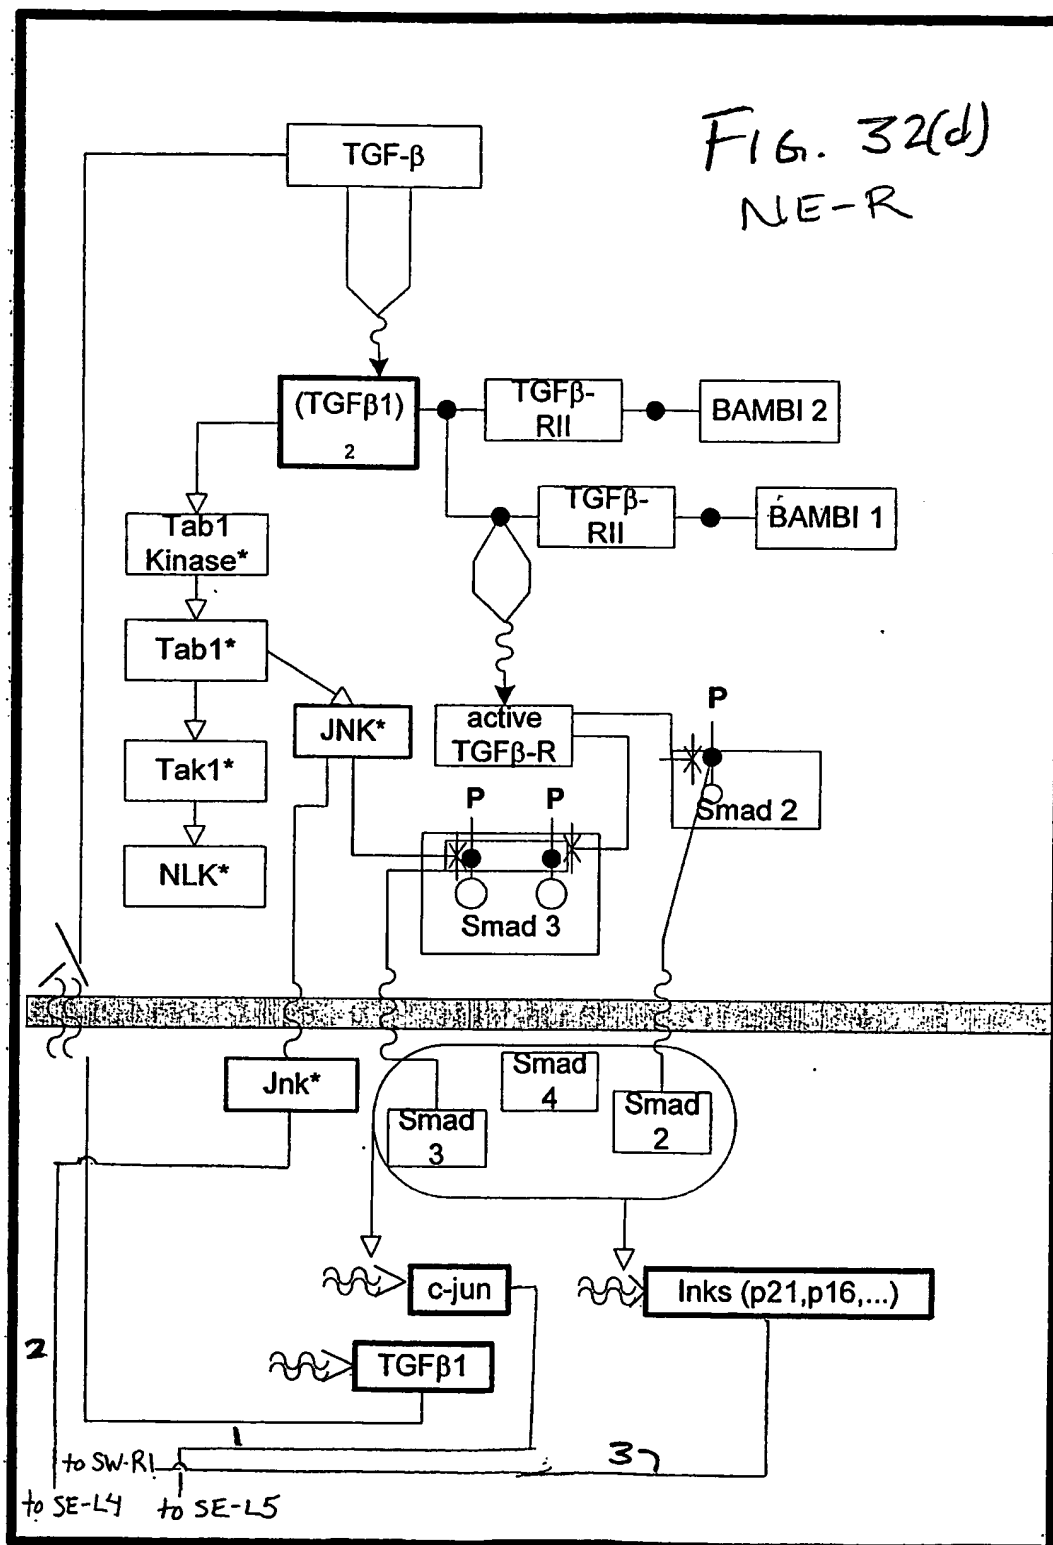 FIG. 32(d)
NE-R
TGF-β
(TGFβ1)
2
TGFβ-
RII
BAMBI 2
TGFβ-
RII
BAMBI 1
Tab1
Kinase*
Tab1*
JNK*
active
TGFβ-R
P
Smad 2
Tak1*
P P
Smad 3
NLK*
Jnk*
Smad
4
Smad
3
Smad
2
c-jun
Inks (p21,p16,...)
2
TGFβ1
1
37
to SW-R1
to SE-L4
to SE-L5